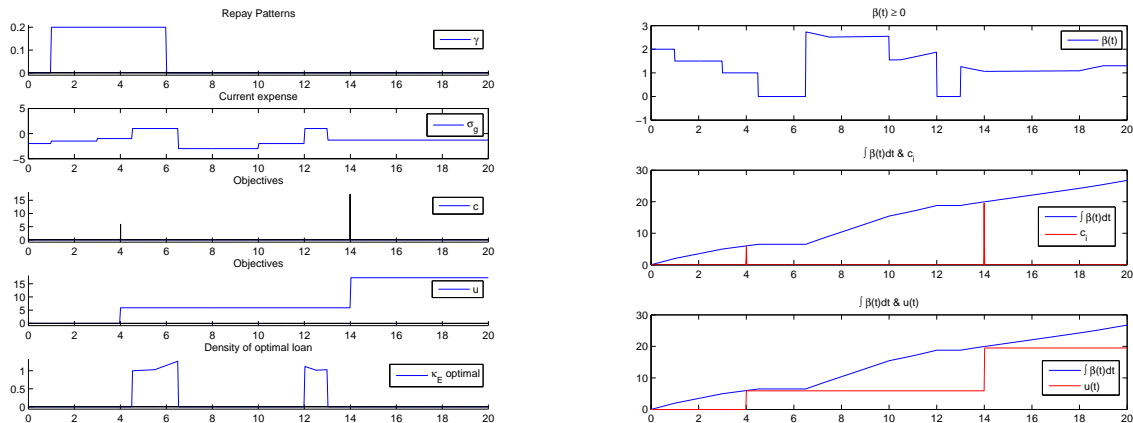 Repay Patterns
0.2
0.1
0
γ
0 2 4 6 8 10 12 14 16 18 20
Current expense
5
0
−5
σg
0 2 4 6 8 10 12 14 16 18 20
Objectives
15
10
5
0
c
0 2 4 6 8 10 12 14 16 18 20
Objectives
15
10
5
0
u
0 2 4 6 8 10 12 14 16 18 20
Density of optimal loan
1
0.5
0
κE optimal
0 2 4 6 8 10 12 14 16 18 20
β(t) ≥ 0
3
2
1
0
−1
β(t)
0 2 4 6 8 10 12 14 16 18 20
∫ β(t)dt & ci
30
20
10
0
∫ β(t)dt
ci
0 2 4 6 8 10 12 14 16 18 20
∫ β(t)dt & u(t)
30
20
10
0
∫ β(t)dt
u(t)
0 2 4 6 8 10 12 14 16 18 20